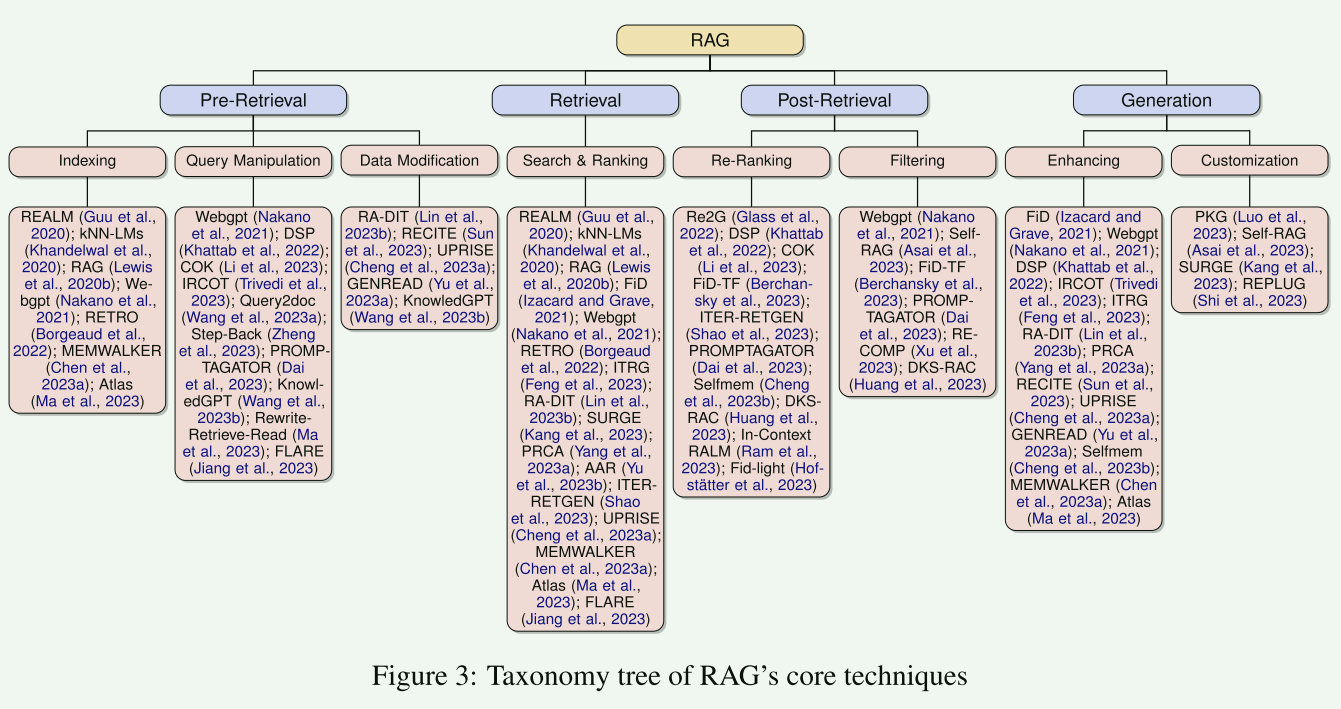 RAG
Pre-Retrieval
Retrieval
Post-Retrieval
Generation
Indexing
Query Manipulation
Data Modification
Search & Ranking
Re-Ranking
Filtering
Enhancing
Customization
REALM (Guu et al.,
2020); kNN-LMs
(Khandelwal et al.,
2020); RAG (Lewis
et al., 2020b); We-
bgpt (Nakano et al.,
2021); RETRO
(Borgeaud et al.,
2022); MEMWALKER
(Chen et al.,
2023a); Atlas
(Ma et al., 2023)
Webgpt (Nakano
et al., 2021); DSP
(Khattab et al., 2022);
COK (Li et al., 2023);
IRCOT (Trivedi et al.,
2023); Query2doc
(Wang et al., 2023a);
Step-Back (Zheng
et al., 2023); PROMP-
TAGATOR (Dai
et al., 2023); Knowl-
edGPT (Wang et al.,
2023b); Rewrite-
Retrieve-Read (Ma
et al., 2023); FLARE
(Jiang et al., 2023)
RA-DIT (Lin et al.,
2023b); RECITE (Sun
et al., 2023); UPRISE
(Cheng et al., 2023a);
GENREAD (Yu et al.,
2023a); KnowledGPT
(Wang et al., 2023b)
REALM (Guu et al.,
2020); kNN-LMs
(Khandelwal et al.,
2020); RAG (Lewis
et al., 2020b); FiD
(Izacard and Grave,
2021); Webgpt
(Nakano et al., 2021);
RETRO (Borgeaud
et al., 2022); ITRG
(Feng et al., 2023);
RA-DIT (Lin et al.,
2023b); SURGE
(Kang et al., 2023);
PRCA (Yang et al.,
2023a); AAR (Yu
et al., 2023b); ITER-
RETGEN (Shao
et al., 2023); UPRISE
(Cheng et al., 2023a);
MEMWALKER
(Chen et al., 2023a);
Atlas (Ma et al.,
2023); FLARE
(Jiang et al., 2023)
Re2G (Glass et al.,
2022); DSP (Khattab
et al., 2022); COK
(Li et al., 2023);
FiD-TF (Berchan-
sky et al., 2023);
ITER-RETGEN
(Shao et al., 2023);
PROMPTAGATOR
(Dai et al., 2023);
Selfmem (Cheng
et al., 2023b); DKS-
RAC (Huang et al.,
2023); In-Context
RALM (Ram et al.,
2023); Fid-light (Hof-
stätter et al., 2023)
Webgpt (Nakano
et al., 2021); Self-
RAG (Asai et al.,
2023); FiD-TF
(Berchansky et al.,
2023); PROMP-
TAGATOR (Dai
et al., 2023); RE-
COMP (Xu et al.,
2023); DKS-RAC
(Huang et al., 2023)
FiD (Izacard and
Grave, 2021); Webgpt
(Nakano et al., 2021);
DSP (Khattab et al.,
2022); IRCOT (Trivedi
et al., 2023); ITRG
(Feng et al., 2023);
RA-DIT (Lin et al.,
2023b); PRCA
(Yang et al., 2023a);
RECITE (Sun et al.,
2023); UPRISE
(Cheng et al., 2023a);
GENREAD (Yu et al.,
2023a); Selfmem
(Cheng et al., 2023b);
MEMWALKER (Chen
et al., 2023a); Atlas
(Ma et al., 2023)
PKG (Luo et al.,
2023); Self-RAG
(Asai et al., 2023);
SURGE (Kang et al.,
2023); REPLUG
(Shi et al., 2023)
Figure 3: Taxonomy tree of RAG's core techniques